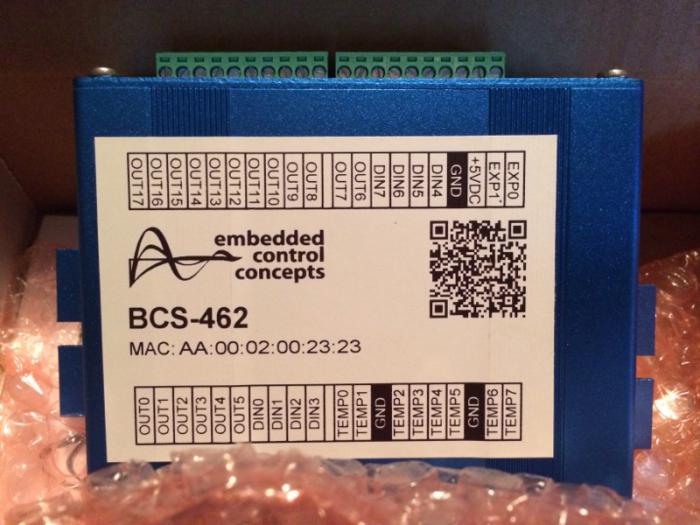 OUT17 OUT16 OUT15 OUT14 OUT13 OUT12 OUT11 OUT10 OUT9 OUT8 OUT7 OUT6 DIN7 DIN6 DIN5 DIN4 GND +5VDC EXP1* EXP0
embedded
control
concepts
BCS-462
MAC: AA:00:02:00:23:23
OUT0 OUT1 OUT2 OUT3 OUT4 OUT5 DIN0 DIN1 DIN2 DIN3 TEMP0 TEMP1 GND TEMP2 TEMP3 TEMP4 TEMP5 GND TEMP6 TEMP7